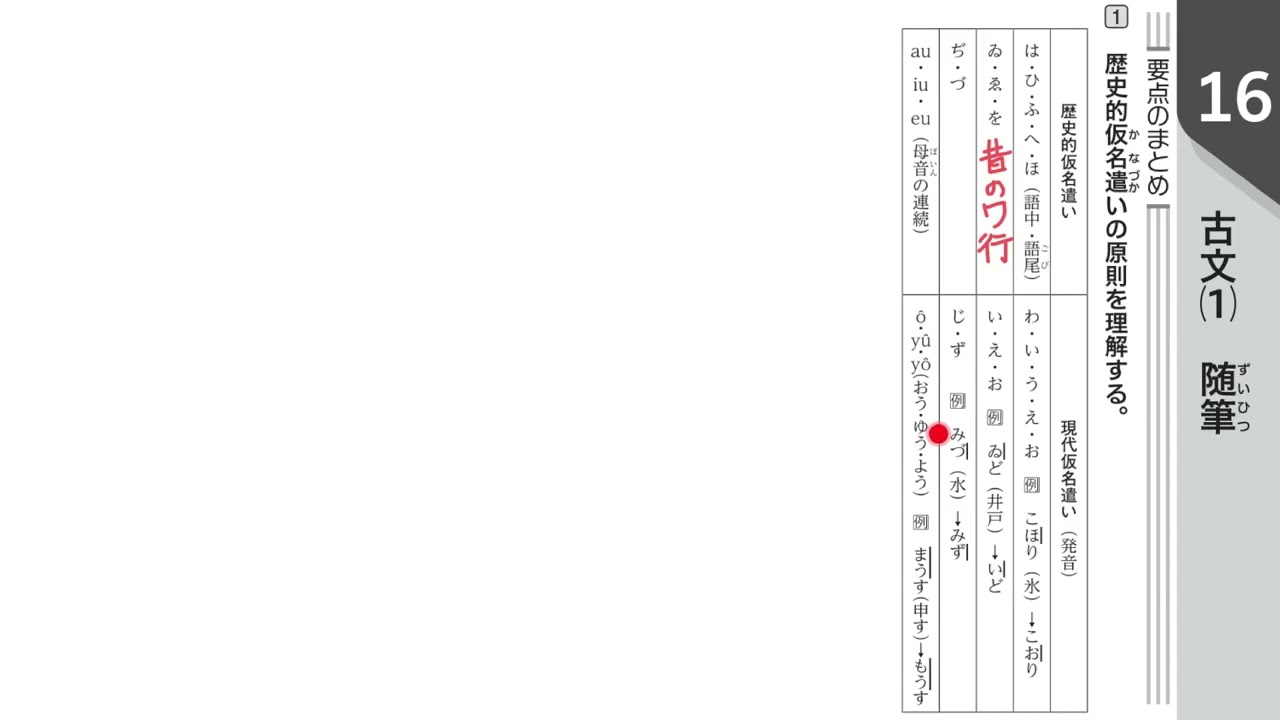 16
古文(1) 随筆
ずいひつ
要点のまとめ
1 歴史的仮名遣いの原則を理解する。
かなづか
歴史的仮名遣い
現代仮名遣い(発音)
は・ひ・ふ・へ・ほ(語中・語尾)
ごび
わ・い・う・え・お 例 こほり(氷)→こおり
ゐ・ゑ・を 昔のワ行
い・え・お 例 ゐど(井戸)→いど
ぢ・づ
じ・ず 例 みづ(水)→みず
au・iu・eu(母音の連続)
ぼいん
ô・yû・yô(おう・ゆう・よう) 例 まうす(申す)→もうす